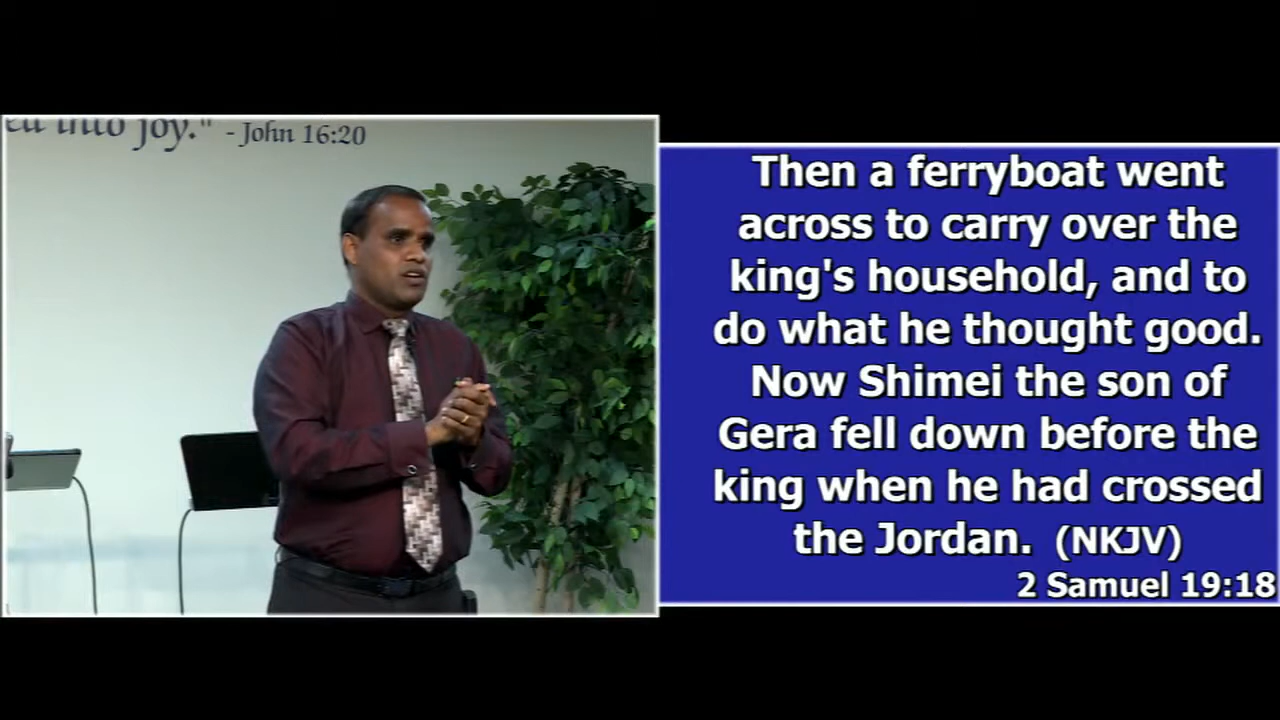 into joy." - John 16:20
Then a ferryboat went
across to carry over the
king's household, and to
do what he thought good.
Now Shimei the son of
Gera fell down before the
king when he had crossed
the Jordan. (NKJV)
2 Samuel 19:18